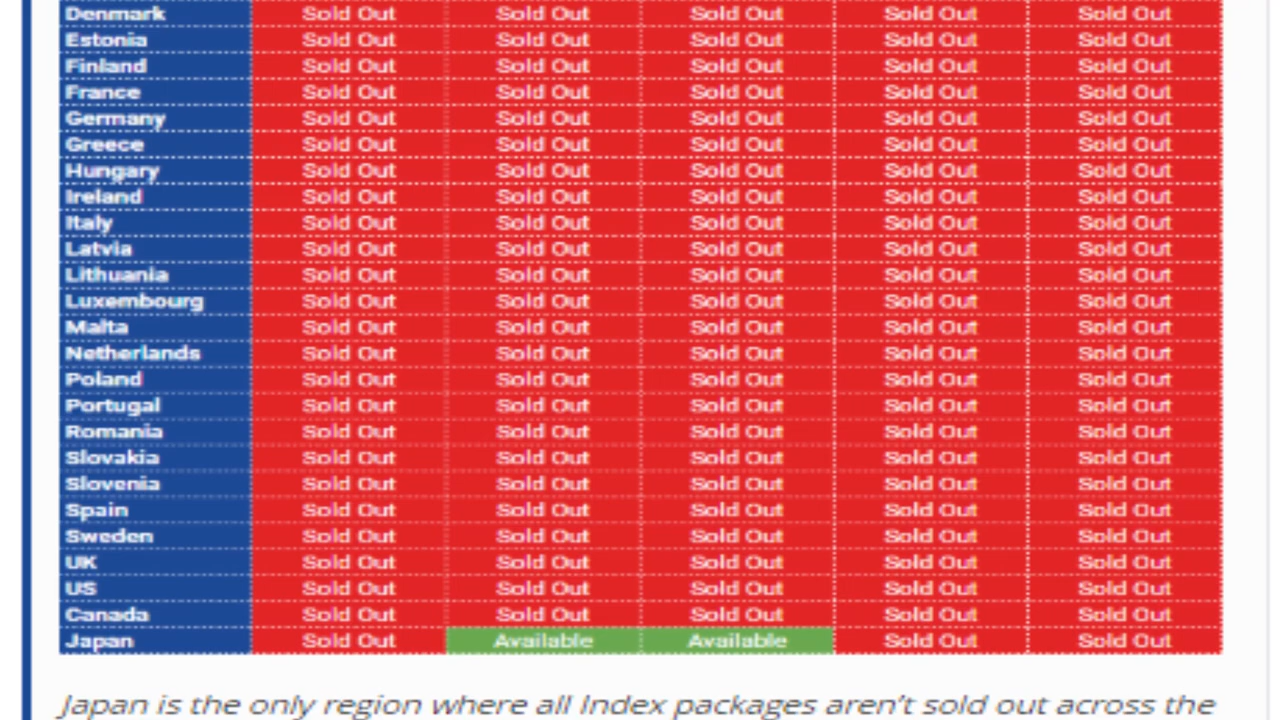 Denmark Sold Out Sold Out Sold Out Sold Out Sold Out
Estonia Sold Out Sold Out Sold Out Sold Out Sold Out
Finland Sold Out Sold Out Sold Out Sold Out Sold Out
France Sold Out Sold Out Sold Out Sold Out Sold Out
Germany Sold Out Sold Out Sold Out Sold Out Sold Out
Greece Sold Out Sold Out Sold Out Sold Out Sold Out
Hungary Sold Out Sold Out Sold Out Sold Out Sold Out
Ireland Sold Out Sold Out Sold Out Sold Out Sold Out
Italy Sold Out Sold Out Sold Out Sold Out Sold Out
Latvia Sold Out Sold Out Sold Out Sold Out Sold Out
Lithuania Sold Out Sold Out Sold Out Sold Out Sold Out
Luxembourg Sold Out Sold Out Sold Out Sold Out Sold Out
Malta Sold Out Sold Out Sold Out Sold Out Sold Out
Netherlands Sold Out Sold Out Sold Out Sold Out Sold Out
Poland Sold Out Sold Out Sold Out Sold Out Sold Out
Portugal Sold Out Sold Out Sold Out Sold Out Sold Out
Romania Sold Out Sold Out Sold Out Sold Out Sold Out
Slovakia Sold Out Sold Out Sold Out Sold Out Sold Out
Slovenia Sold Out Sold Out Sold Out Sold Out Sold Out
Spain Sold Out Sold Out Sold Out Sold Out Sold Out
Sweden Sold Out Sold Out Sold Out Sold Out Sold Out
UK Sold Out Sold Out Sold Out Sold Out Sold Out
US Sold Out Sold Out Sold Out Sold Out Sold Out
Canada Sold Out Sold Out Sold Out Sold Out Sold Out
Japan Sold Out Available Available Sold Out Sold Out
Japan is the only region where all Index packages aren't sold out across the